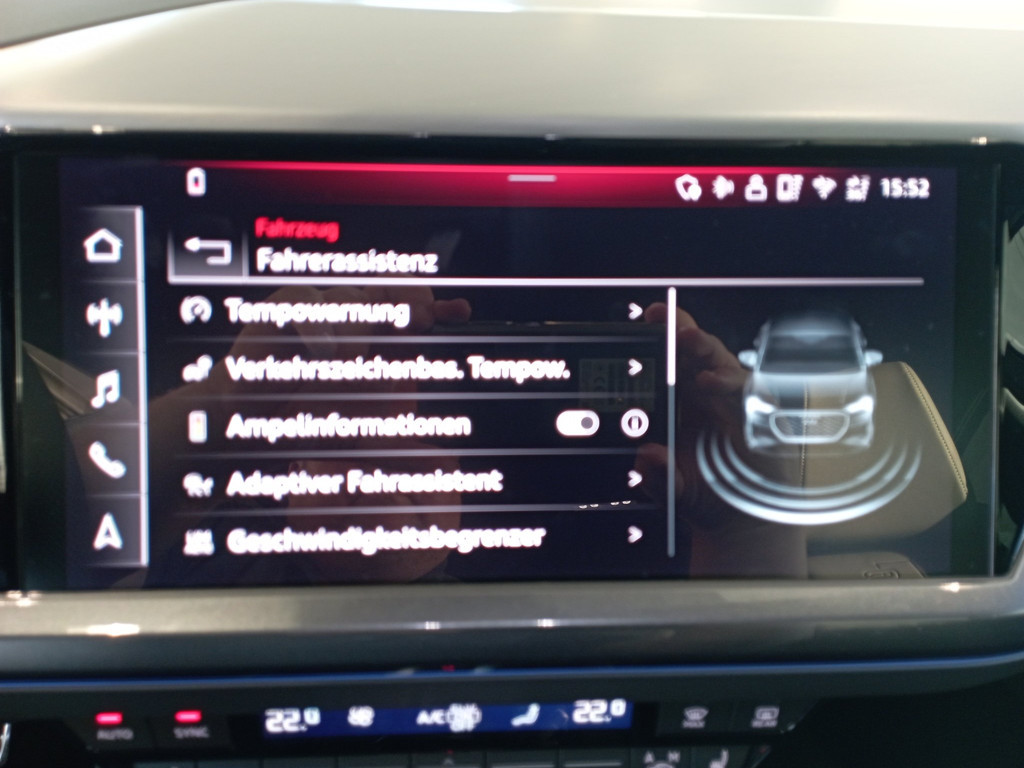 15:52
Fahrzeug
Fahrerassistenz
Tempowarnung
Verkehrszeichenbas. Tempow.
Ampelinformationen
Adaptiver Fahrassistent
Geschwindigkeitsbegrenzer
22.0 A/C 22.0
AUTO SYNC